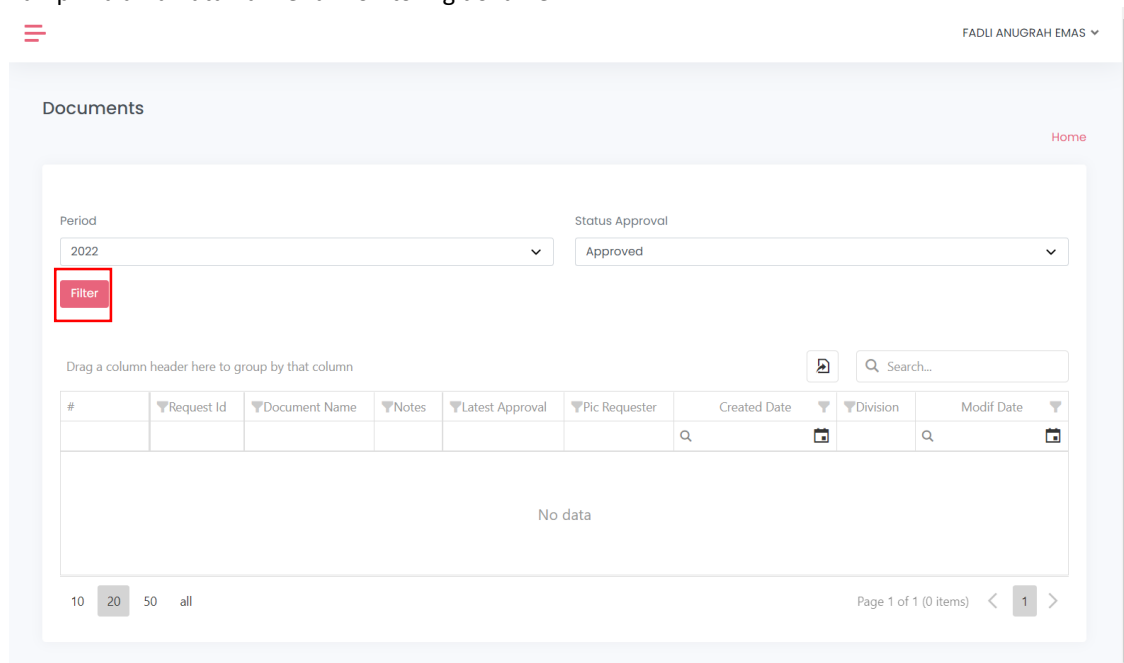 FADLI ANUGRAH EMAS
Documents
Home
Period
Status Approval
2022
Approved
Filter
Drag a column header here to group by that column
Search...
# Request Id Document Name Notes Latest Approval Pic Requester Created Date Division Modif Date
No data
10 20 50 all
Page 1 of 1 (0 items) 1